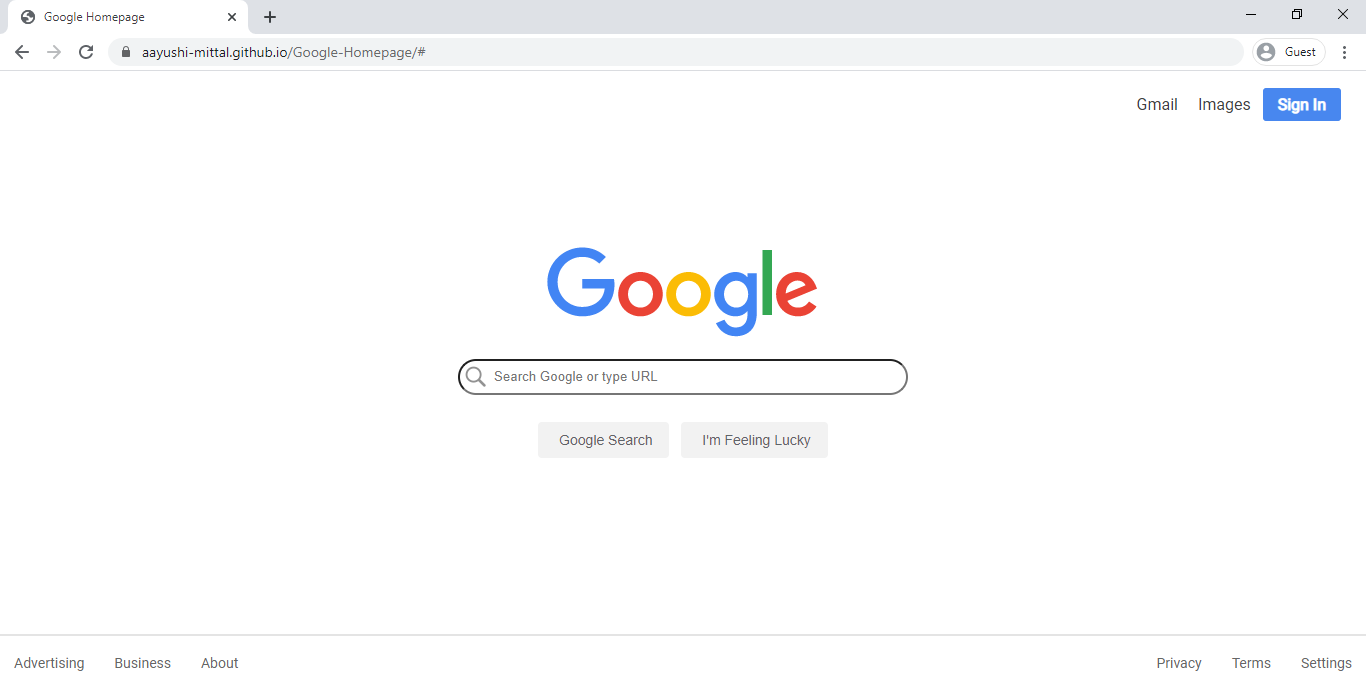 Google Homepage
aayushi-mittal.github.io/Google-Homepage/#
Guest
Gmail Images Sign In
Google
Search Google or type URL
Google Search I'm Feeling Lucky
Advertising Business About Privacy Terms Settings